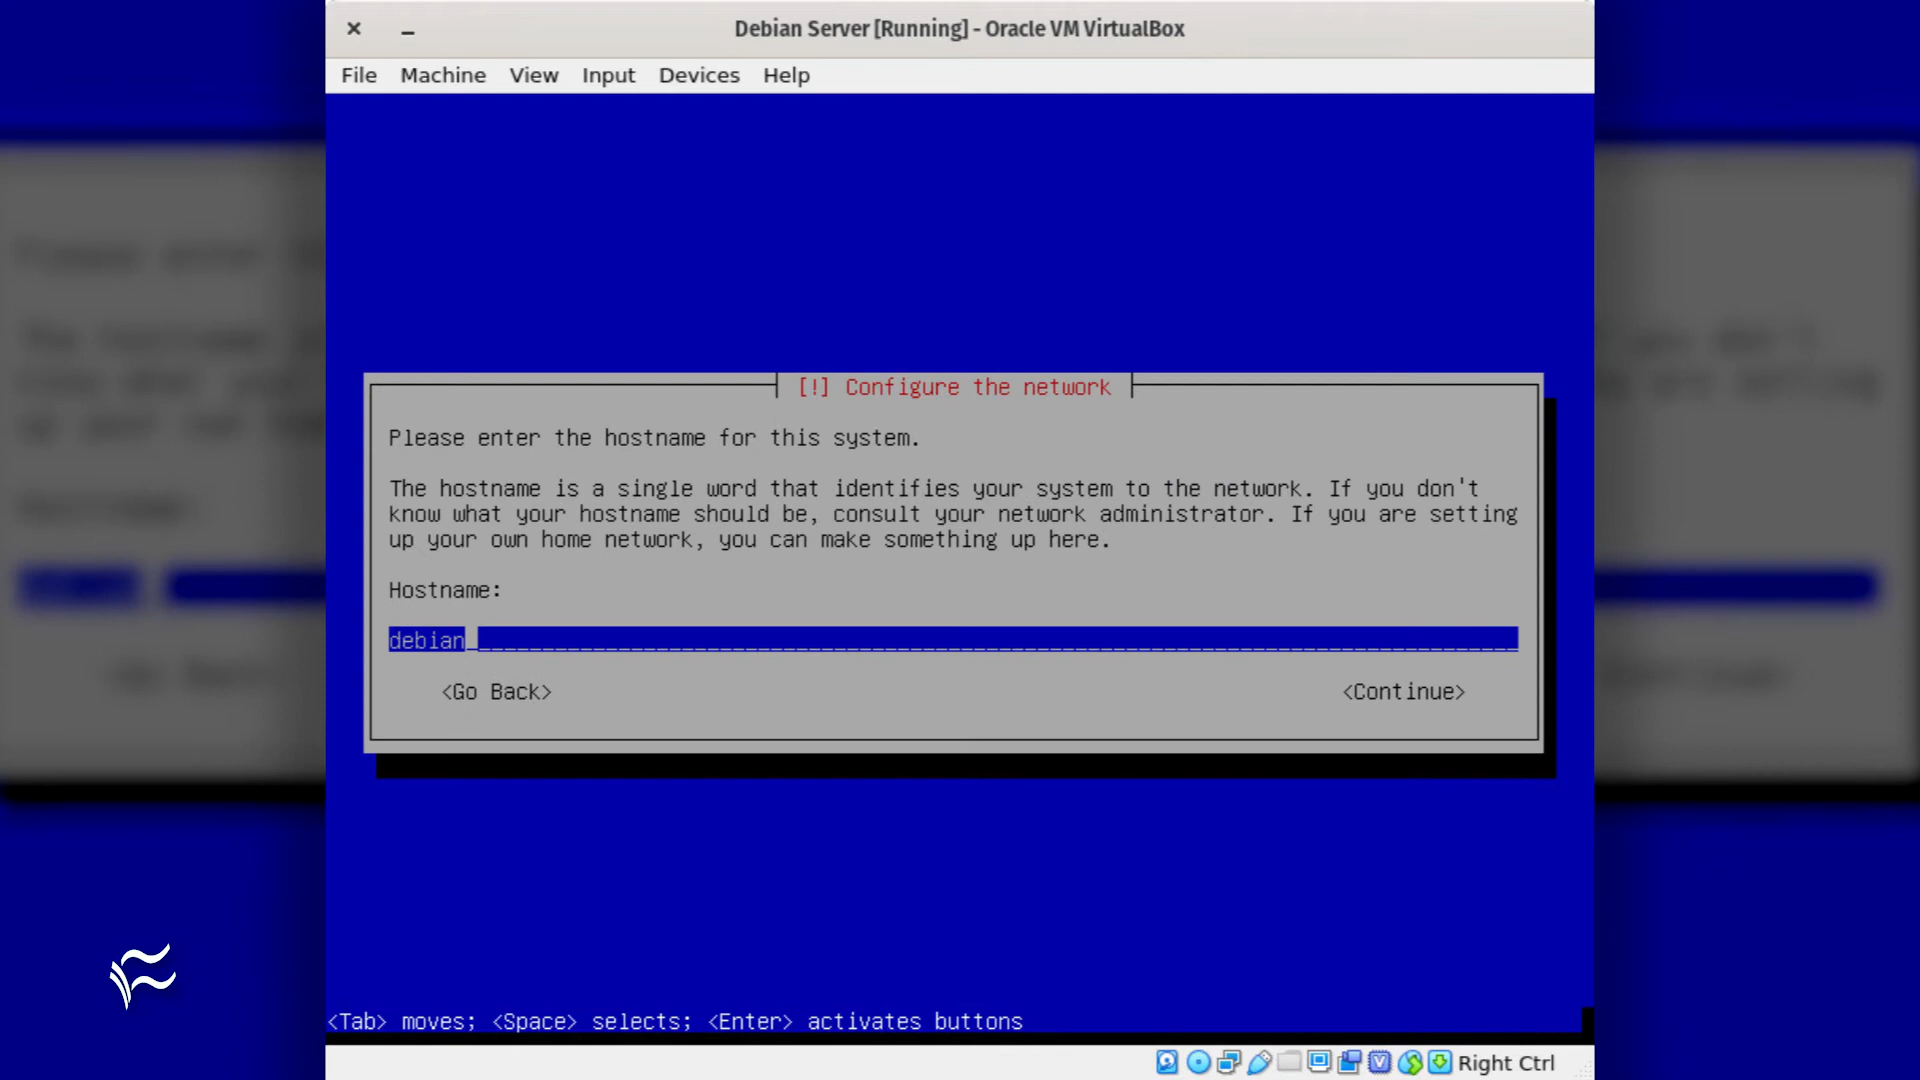 Debian Server [Running] - Oracle VM VirtualBox
File Machine View Input Devices Help
[!] Configure the network
Please enter the hostname for this system.
The hostname is a single word that identifies your system to the network. If you don't
know what your hostname should be, consult your network administrator. If you are setting
up your own home network, you can make something up here.
Hostname:
debian
<Go Back> <Continue>
<Tab> moves; <Space> selects; <Enter> activates buttons
Right Ctrl